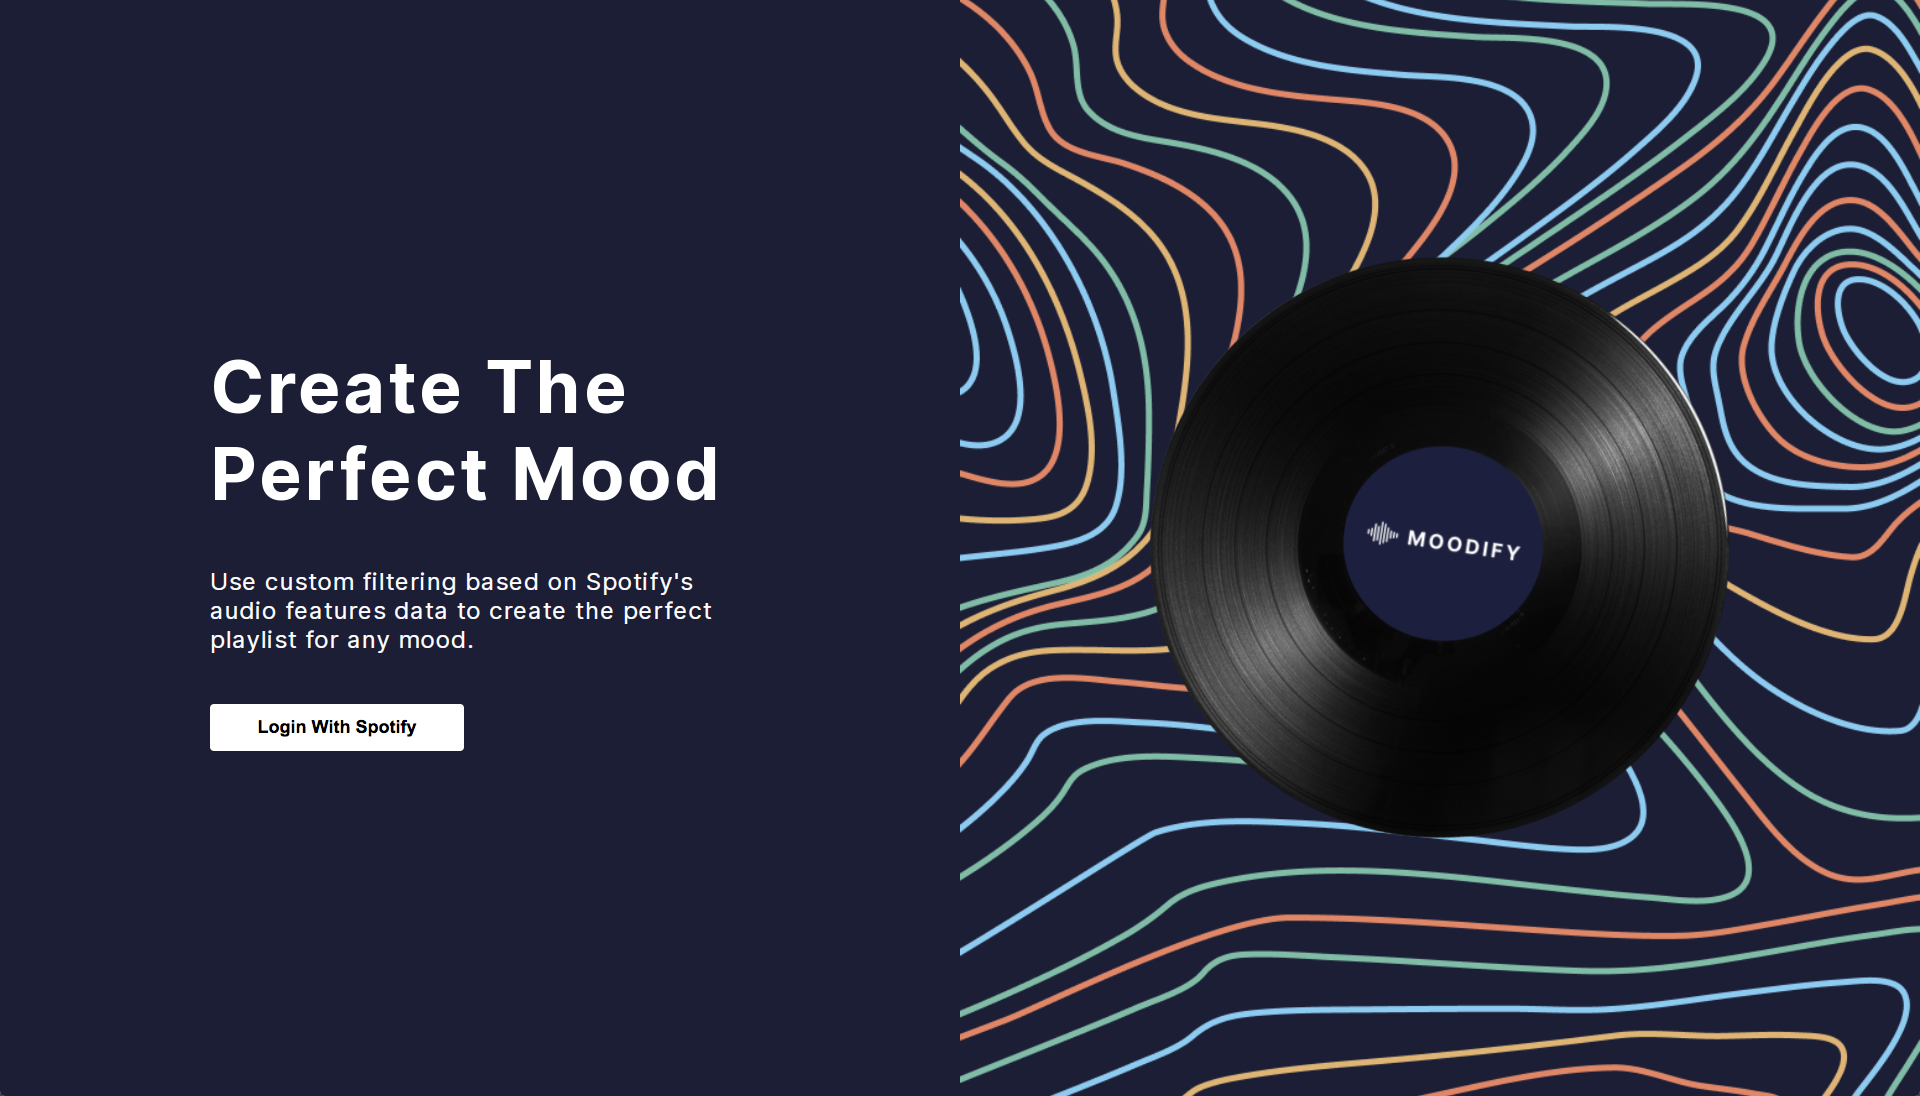 Create The
Perfect Mood
Use custom filtering based on Spotify's
audio features data to create the perfect
playlist for any mood.
Login With Spotify
MOODIFY